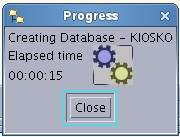 Progress
Creating Database - KIOSKO
Elapsed time
00:00:15
Close